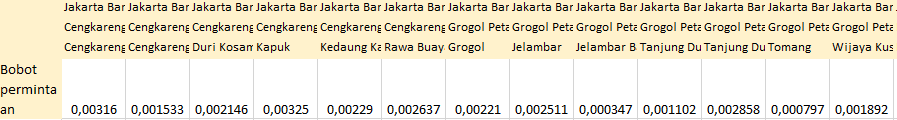 Jakarta Bar Jakarta Bar Jakarta Bar Jakarta Bar Jakarta Bar Jakarta Bar Jakarta Bar Jakarta Bar Jakarta Bar Jakarta Bar Jakarta Bar Jakarta Bar Jakarta Bar
Cengkareng Cengkareng Cengkareng Cengkareng Cengkareng Cengkareng Grogol Peta Grogol Peta Grogol Peta Grogol Peta Grogol Peta Grogol Peta Grogol Peta
Cengkareng Cengkareng Duri Kosam Kapuk Kedaung Ka Rawa Buay Grogol Jelambar Jelambar B Tanjung Du Tanjung Du Tomang Wijaya Kus
Bobot
perminta
an 0,00316 0,001533 0,002146 0,00325 0,00229 0,002637 0,00221 0,002511 0,000347 0,001102 0,002858 0,000797 0,001892